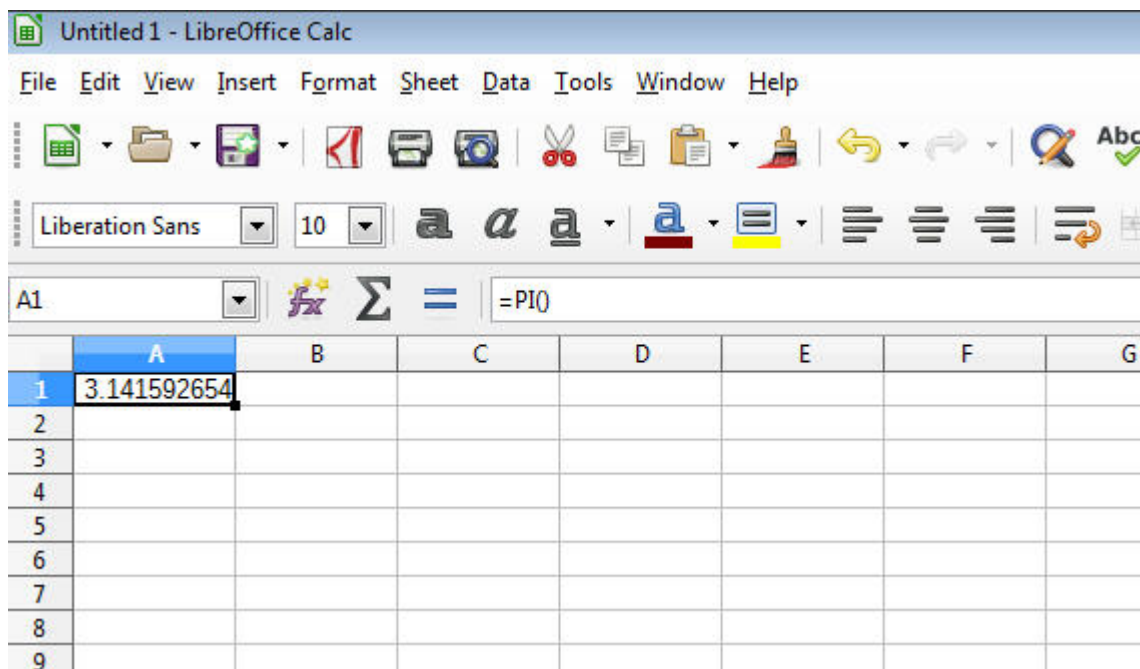 Untitled 1 - LibreOffice Calc
File Edit View Insert Format Sheet Data Tools Window Help
Abc
Liberation Sans 10 a a a a
A1 fx Σ = =PI()
A B C D E F G
1 3.141592654
2
3
4
5
6
7
8
9